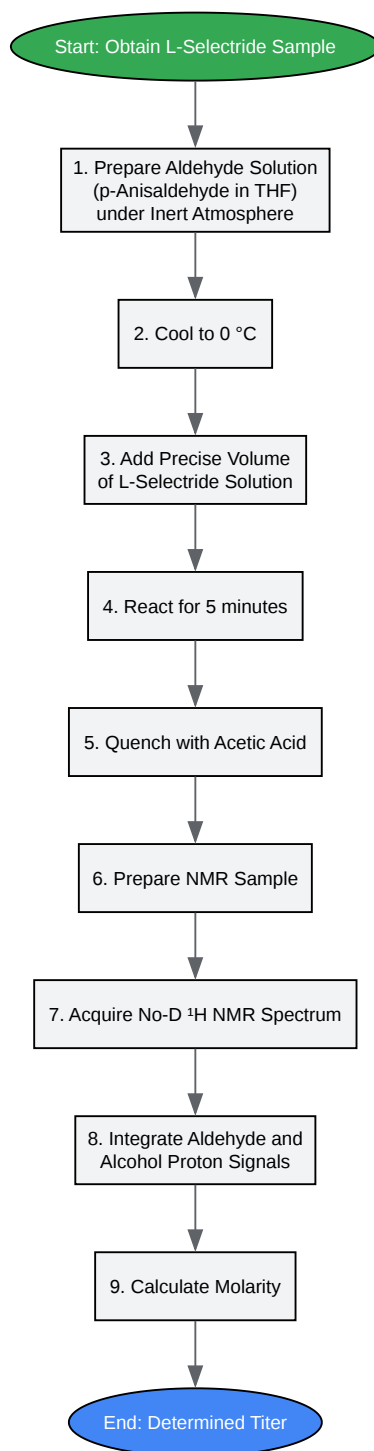 Start: Obtain L-Selectride Sample
1. Prepare Aldehyde Solution
(p-Anisaldehyde in THF)
under Inert Atmosphere
2. Cool to 0 °C
3. Add Precise Volume
of L-Selectride Solution
4. React for 5 minutes
5. Quench with Acetic Acid
6. Prepare NMR Sample
7. Acquire No-D ¹H NMR Spectrum
8. Integrate Aldehyde and
Alcohol Proton Signals
9. Calculate Molarity
End: Determined Titer